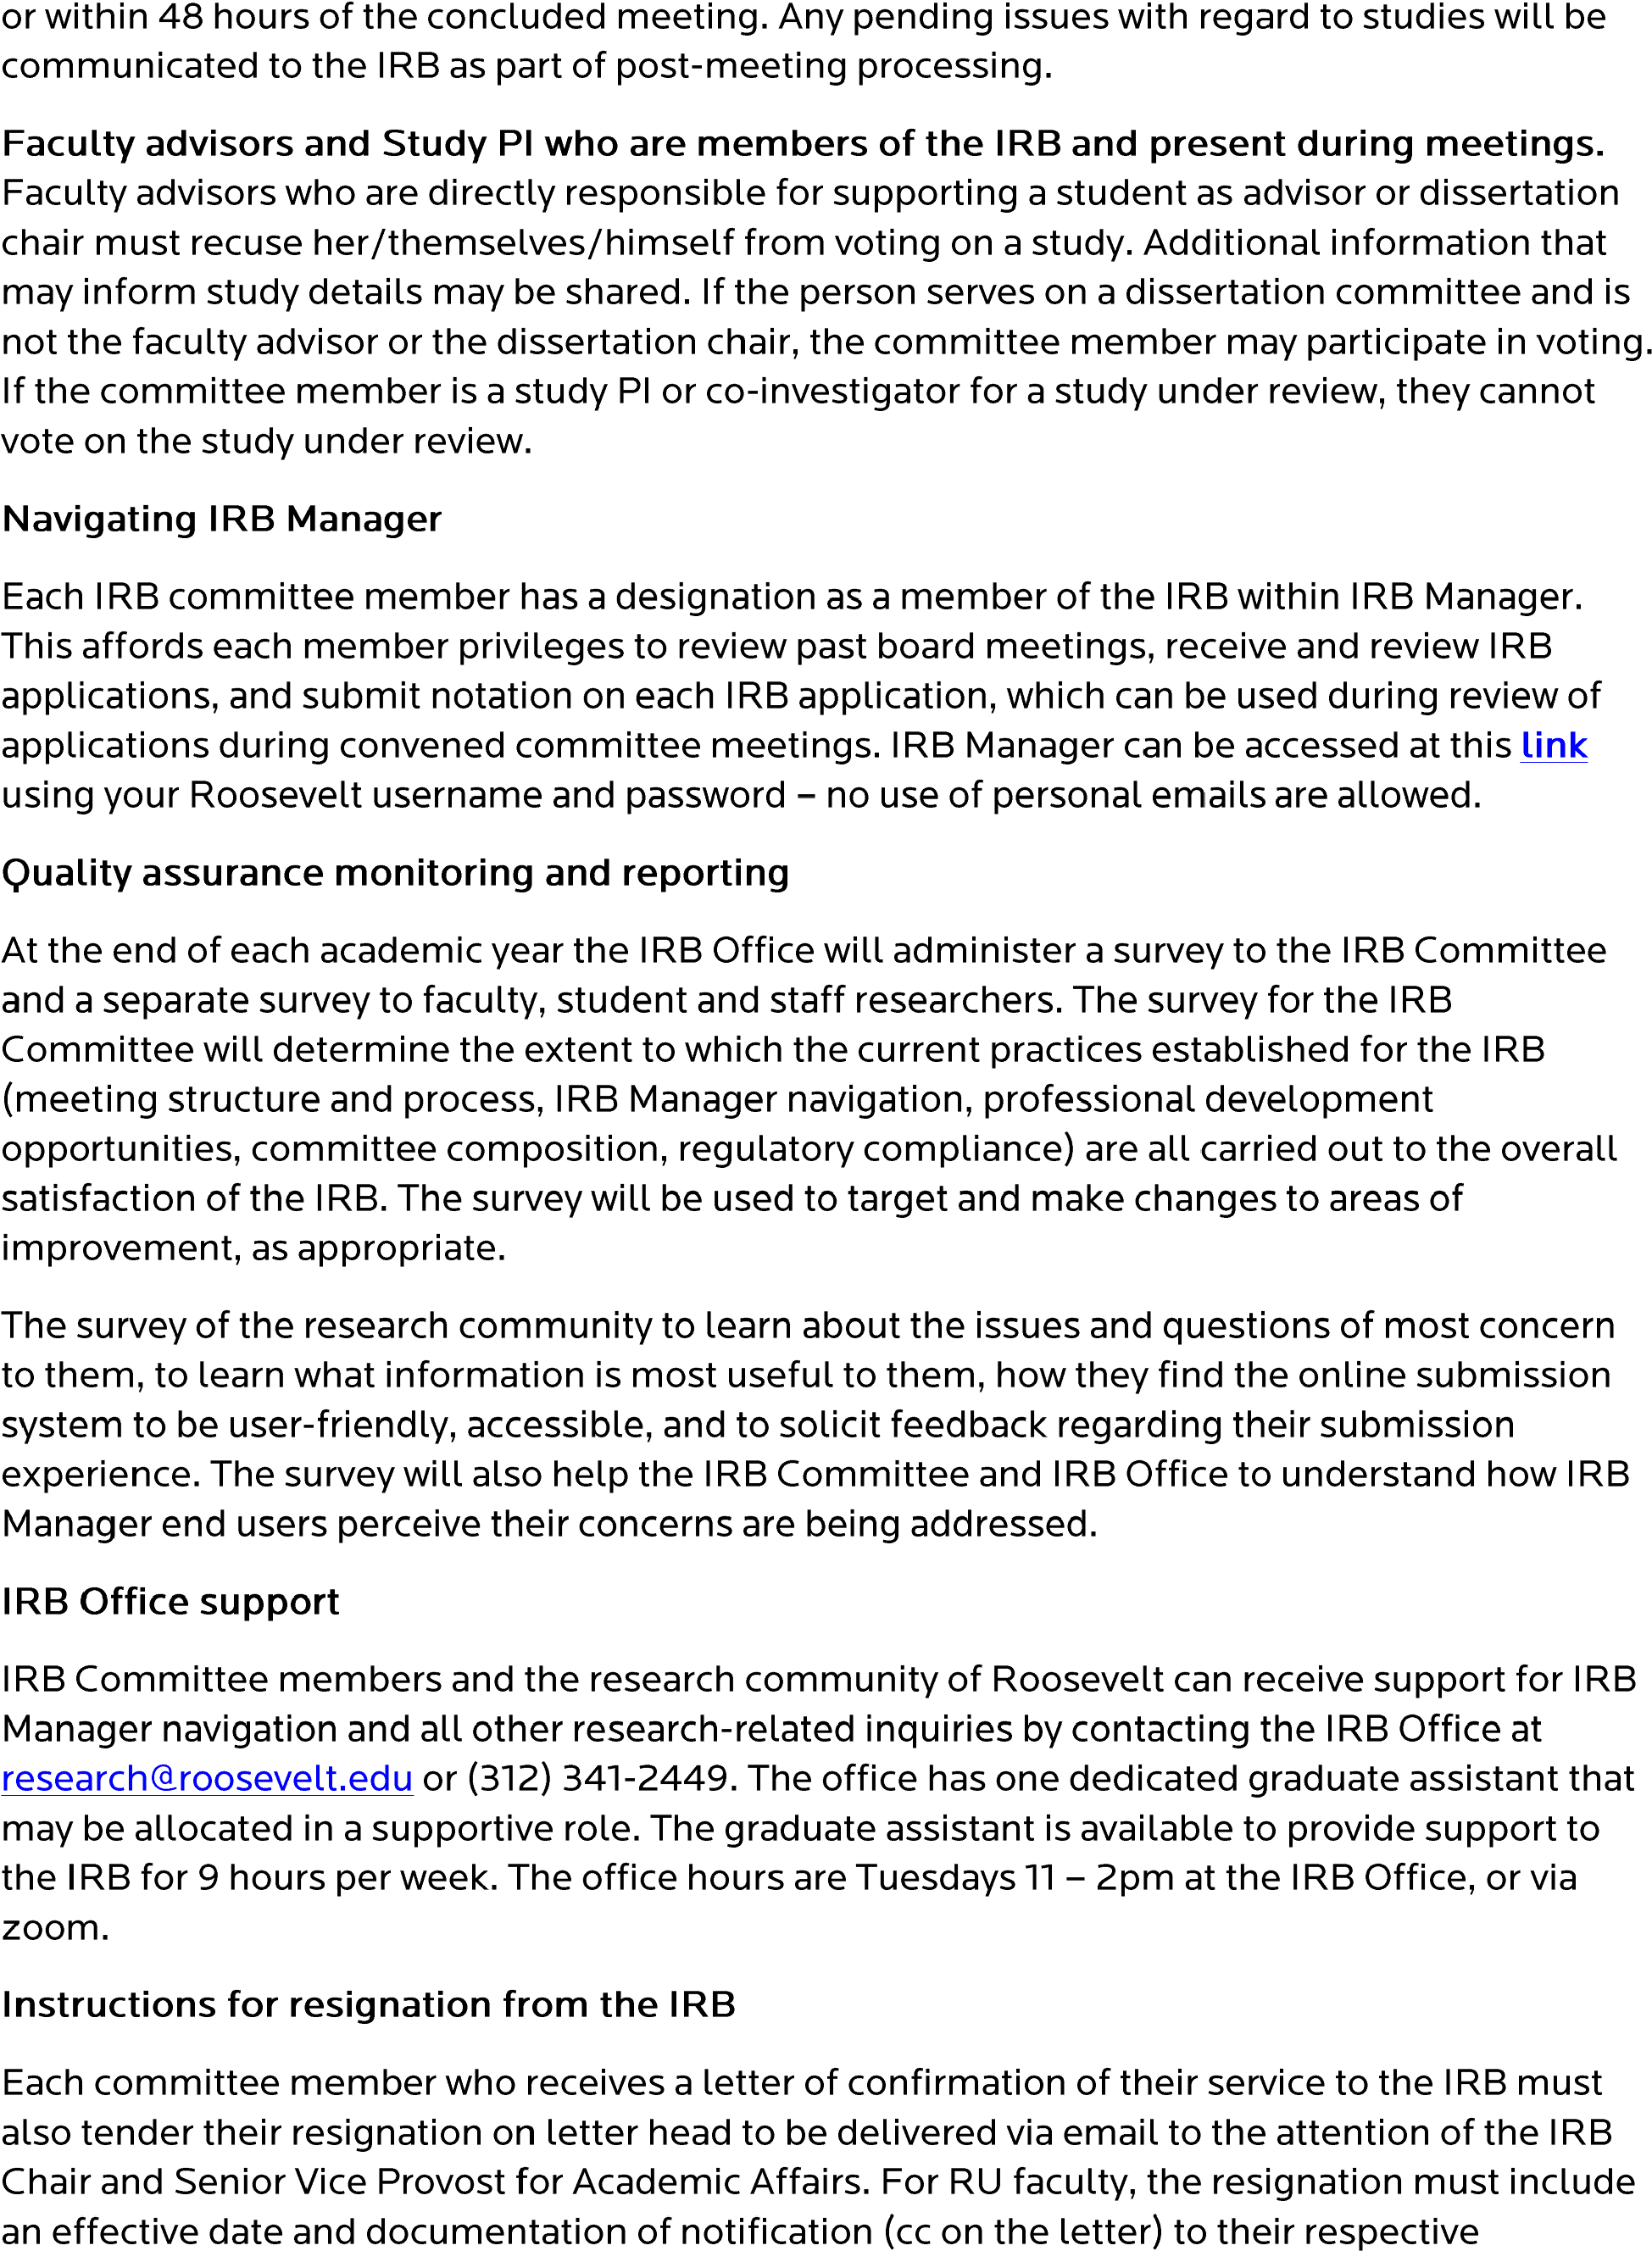 or within 48 hours of the concluded meeting. Any pending issues with regard to studies will be
communicated to the IRB as part of post-meeting processing.
Faculty advisors and Study PI who are members of the IRB and present during meetings.
Faculty advisors who are directly responsible for supporting a student as advisor or dissertation
chair must recuse her/themselves/himself from voting on a study. Additional information that
may inform study details may be shared. If the person serves on a dissertation committee and is
not the faculty advisor or the dissertation chair, the committee member may participate in voting.
If the committee member is a study PI or co-investigator for a study under review, they cannot
vote on the study under review.
Navigating IRB Manager
Each IRB committee member has a designation as a member of the IRB within IRB Manager.
This affords each member privileges to review past board meetings, receive and review IRB
applications, and submit notation on each IRB application, which can be used during review of
applications during convened committee meetings. IRB Manager can be accessed at this link
using your Roosevelt username and password – no use of personal emails are allowed.
Quality assurance monitoring and reporting
At the end of each academic year the IRB Office will administer a survey to the IRB Committee
and a separate survey to faculty, student and staff researchers. The survey for the IRB
Committee will determine the extent to which the current practices established for the IRB
(meeting structure and process, IRB Manager navigation, professional development
opportunities, committee composition, regulatory compliance) are all carried out to the overall
satisfaction of the IRB. The survey will be used to target and make changes to areas of
improvement, as appropriate.
The survey of the research community to learn about the issues and questions of most concern
to them, to learn what information is most useful to them, how they find the online submission
system to be user-friendly, accessible, and to solicit feedback regarding their submission
experience. The survey will also help the IRB Committee and IRB Office to understand how IRB
Manager end users perceive their concerns are being addressed.
IRB Office support
IRB Committee members and the research community of Roosevelt can receive support for IRB
Manager navigation and all other research-related inquiries by contacting the IRB Office at
research@roosevelt.edu or (312) 341-2449. The office has one dedicated graduate assistant that
may be allocated in a supportive role. The graduate assistant is available to provide support to
the IRB for 9 hours per week. The office hours are Tuesdays 11 – 2pm at the IRB Office, or via
zoom.
Instructions for resignation from the IRB
Each committee member who receives a letter of confirmation of their service to the IRB must
also tender their resignation on letter head to be delivered via email to the attention of the IRB
Chair and Senior Vice Provost for Academic Affairs. For RU faculty, the resignation must include
an effective date and documentation of notification (cc on the letter) to their respective